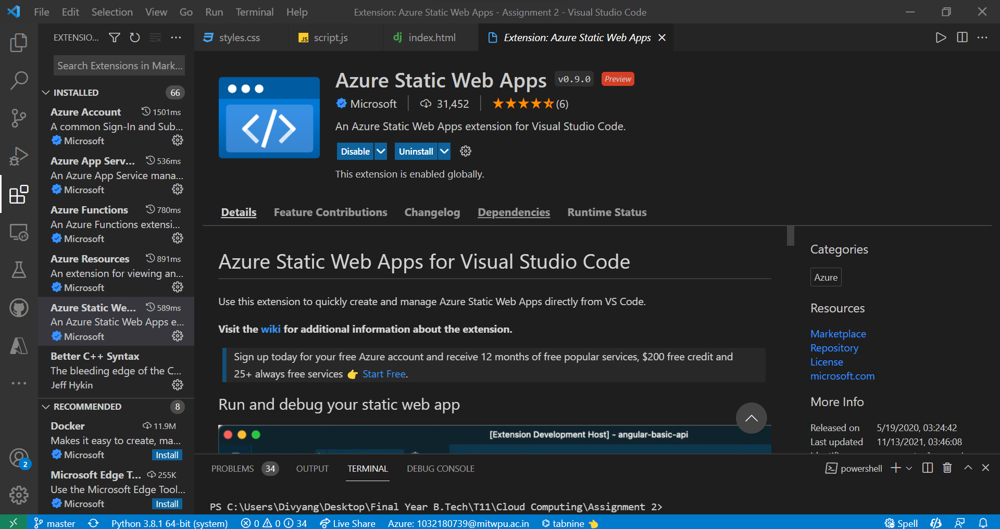 File Edit Selection View Go Run Terminal Help
Extension: Azure Static Web Apps - Assignment 2 - Visual Studio Code
EXTENSIO...
styles.css
JS script.js
dj index.html
Extension: Azure Static Web Apps
Search Extensions in Mark...
INSTALLED 66
Azure Account 1501ms
A common Sign-In and Sub...
Microsoft
Azure App Serv... 536ms
An Azure App Service mana...
Microsoft
Azure Functions 780ms
An Azure Functions extensi...
Microsoft
Azure Resources 891ms
An extension for viewing an...
Microsoft
Azure Static We... 589ms
An Azure Static Web Apps e...
Microsoft
Better C++ Syntax
The bleeding edge of the C...
Jeff Hykin
RECOMMENDED 8
Docker 11.9M
Makes it easy to create, ma...
Microsoft Install
Microsoft Edge T... 255K
Use the Microsoft Edge Tool...
Microsoft Install
2
</>
Azure Static Web Apps v0.9.0 Preview
Microsoft 31,452 (6)
An Azure Static Web Apps extension for Visual Studio Code.
Disable Uninstall
This extension is enabled globally.
Details Feature Contributions Changelog Dependencies Runtime Status
Azure Static Web Apps for Visual Studio Code
Use this extension to quickly create and manage Azure Static Web Apps directly from VS Code.
Visit the wiki for additional information about the extension.
Sign up today for your free Azure account and receive 12 months of free popular services, $200 free credit and
25+ always free services 👉 Start Free.
Run and debug your static web app
[Extension Development Host] - angular-basic-api
Categories
Azure
Resources
Marketplace
Repository
License
microsoft.com
More Info
Released on 5/19/2020, 03:24:42
Last updated 11/13/2021, 03:46:08
PROBLEMS 34 OUTPUT TERMINAL DEBUG CONSOLE
powershell
PS C:\Users\Divyang\Desktop\Final Year B.Tech\T11\Cloud Computing\Assignment 2>
master Python 3.8.1 64-bit (system) 0 0 34 Live Share Azure: 1032180739@mitwpu.ac.in tabnine 👈 Spell